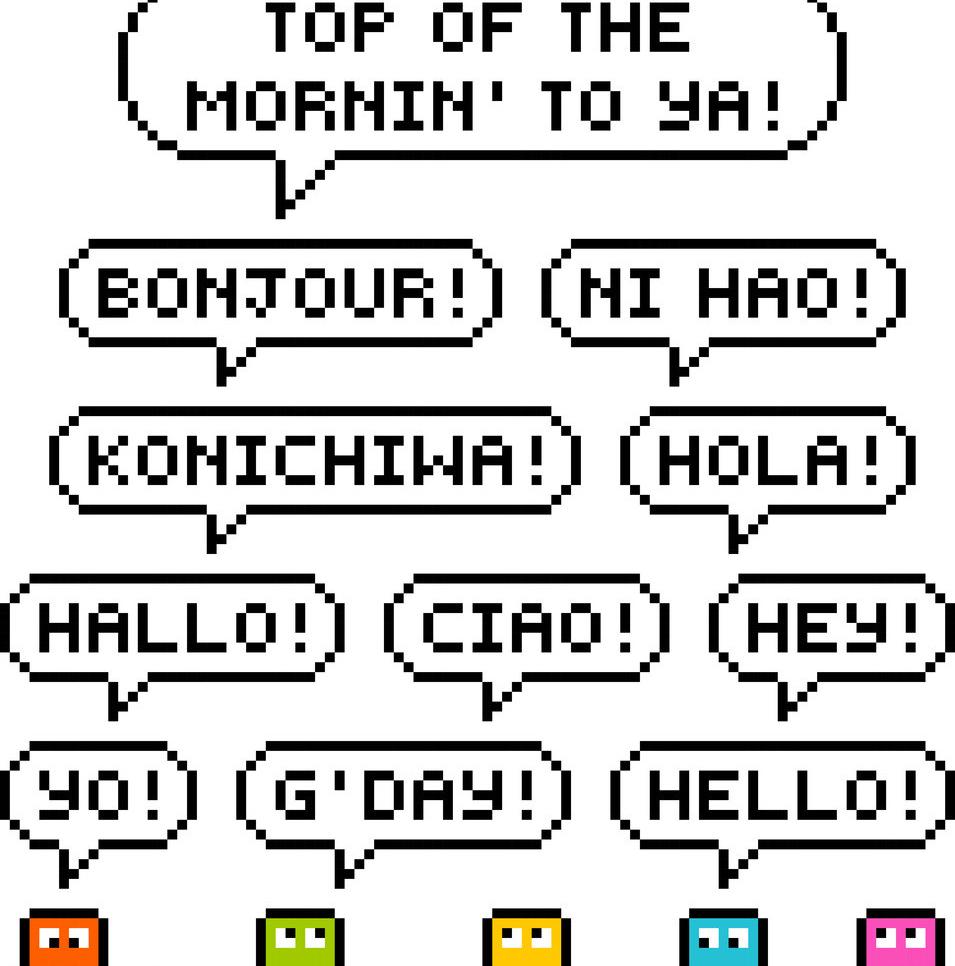 TOP OF THE
MORNIN' TO YA!
BONJOUR!
NI HAO!
KONICHIWA!
HOLA!
HALLO!
CIAO!
HEY!
YO!
G'DAY!
HELLO!